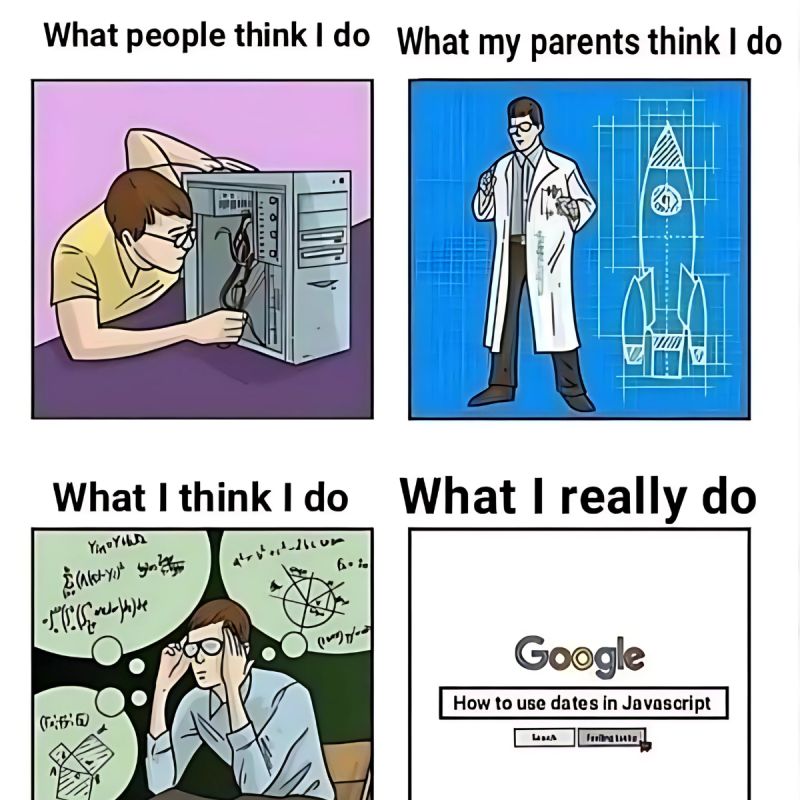 What people think I do
What my parents think I do
What I think I do
What I really do
Google
How to use dates in Javascript